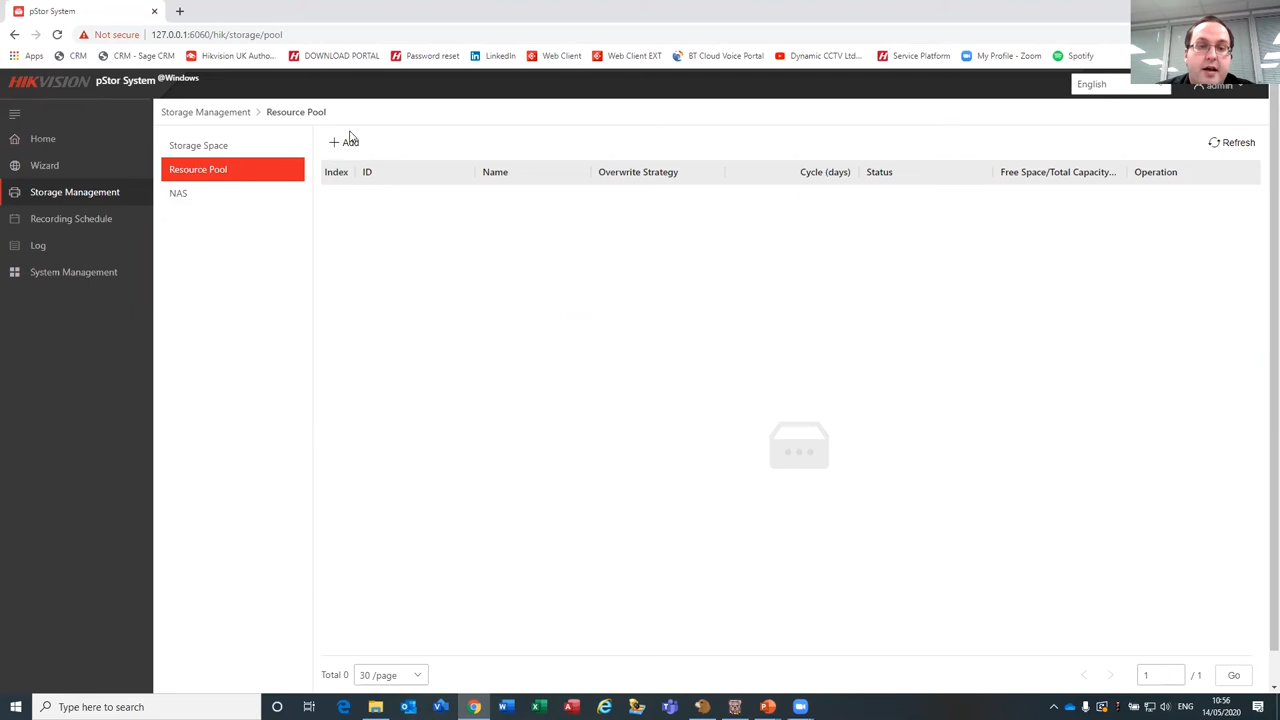 pStor System
127.0.0.1:6060/hik/storage/pool
Not secure
Apps
CRM
CRM - Sage CRM
Hikvision UK Autho...
DOWNLOAD PORTAL
Password reset
LinkedIn
Web Client
Web Client EXT
BT Cloud Voice Portal
Dynamic CCTV Ltd...
Service Platform
My Profile - Zoom
Spotify
HIKVISION pStor System @Windows
English
admin
Storage Management > Resource Pool
Home
Wizard
Storage Management
Recording Schedule
Log
System Management
Storage Space
Resource Pool
NAS
Add
Refresh
Index ID Name Overwrite Strategy Cycle (days) Status Free Space/Total Capacity... Operation
Total 0 30 /page 1 / 1 Go
Type here to search
ENG
10:56
14/05/2020